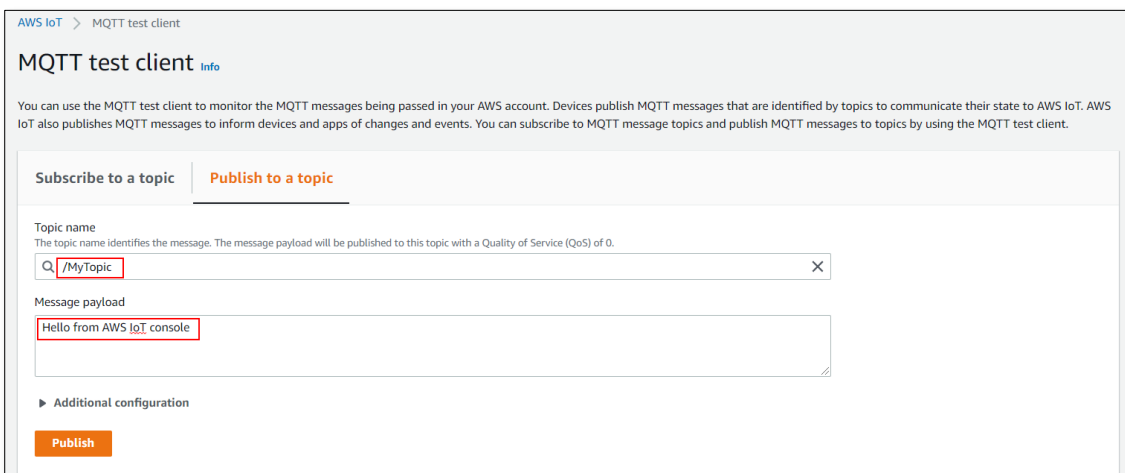 AWS IoT > MQTT test client
MQTT test client Info
You can use the MQTT test client to monitor the MQTT messages being passed in your AWS account. Devices publish MQTT messages that are identified by topics to communicate their state to AWS IoT. AWS
IoT also publishes MQTT messages to inform devices and apps of changes and events. You can subscribe to MQTT message topics and publish MQTT messages to topics by using the MQTT test client.
Subscribe to a topic Publish to a topic
Topic name
The topic name identifies the message. The message payload will be published to this topic with a Quality of Service (QoS) of 0.
/MyTopic
Message payload
Hello from AWS IoT console
Additional configuration
Publish